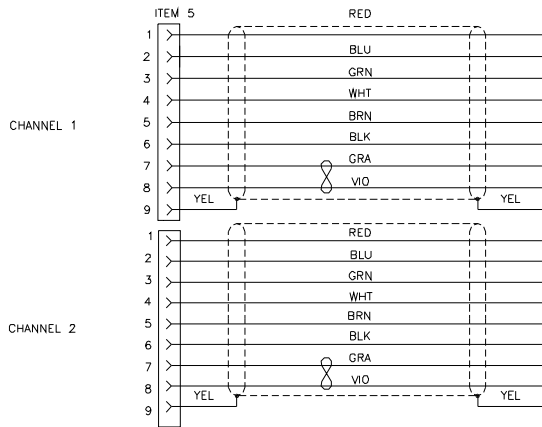 ITEM 5 RED
1
BLU
2
GRN
3
WHT
4
BRN
CHANNEL 1
5
BLK
6
GRA
7
VIO
8
YEL YEL
9
RED
1
BLU
2
GRN
3
WHT
4
BRN
CHANNEL 2
5
BLK
6
GRA
7
VIO
8
YEL YEL
9